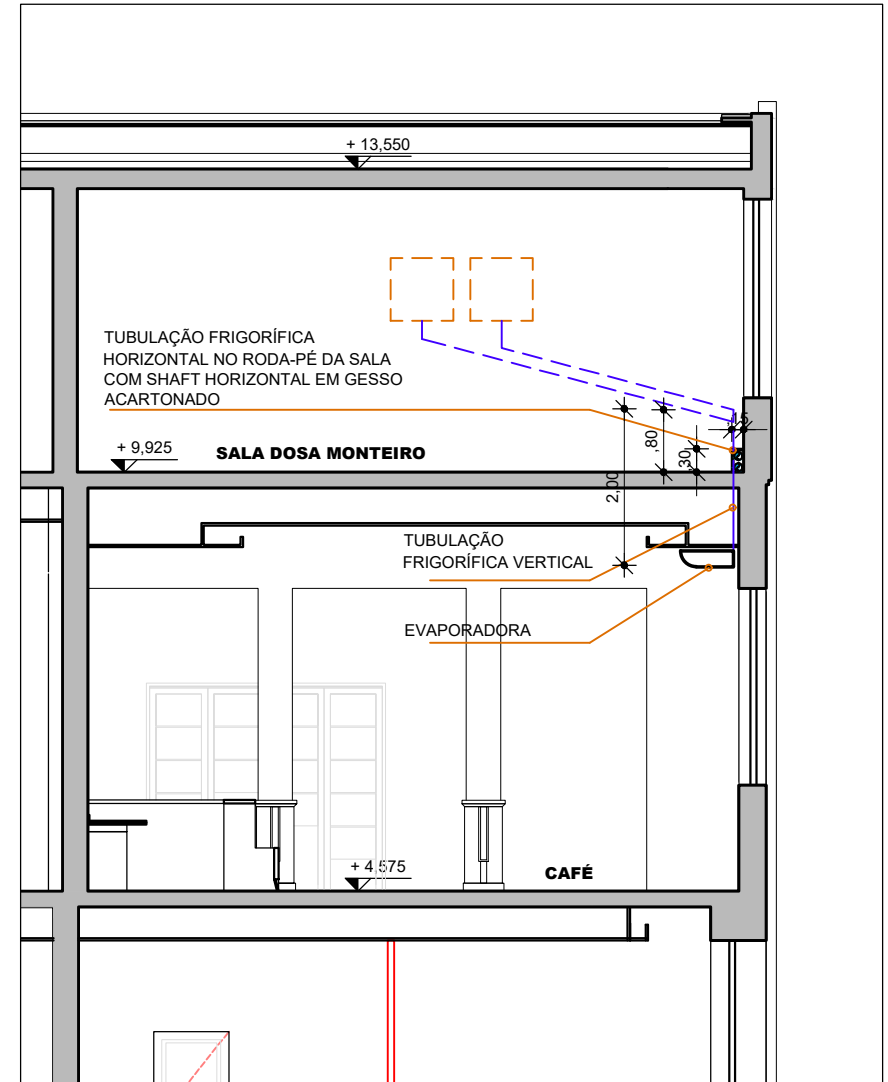 + 13,550
TUBULAÇÃO FRIGORÍFICA
HORIZONTAL NO RODA-PÉ DA SALA
COM SHAFT HORIZONTAL EM GESSO
ACARTONADO
+ 9,925
SALA DOSA MONTEIRO
,80
,30
2,00
TUBULAÇÃO
FRIGORÍFICA VERTICAL
EVAPORADORA
+ 4,575
CAFÉ